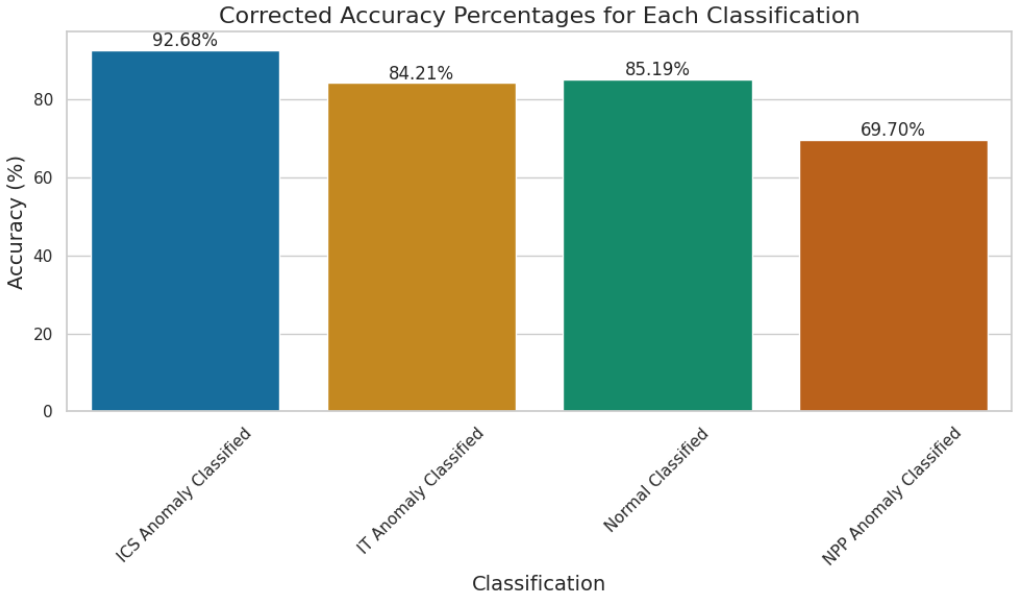 Corrected Accuracy Percentages for Each Classification
92.68%
84.21%
85.19%
69.70%
Accuracy (%)
80
60
40
20
0
ICS Anomaly Classified
IT Anomaly Classified
Normal Classified
NPP Anomaly Classified
Classification